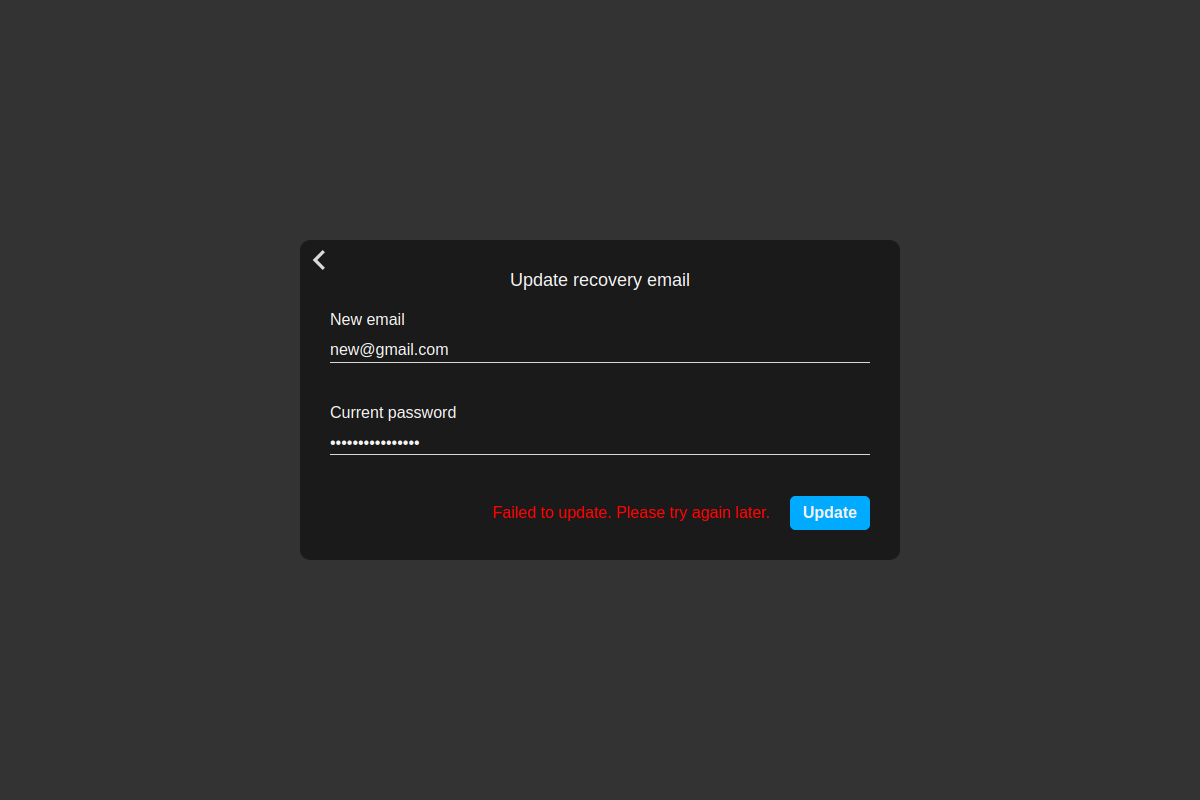 Update recovery email
New email
new@gmail.com
Current password
••••••••••••••••
Failed to update. Please try again later.
Update